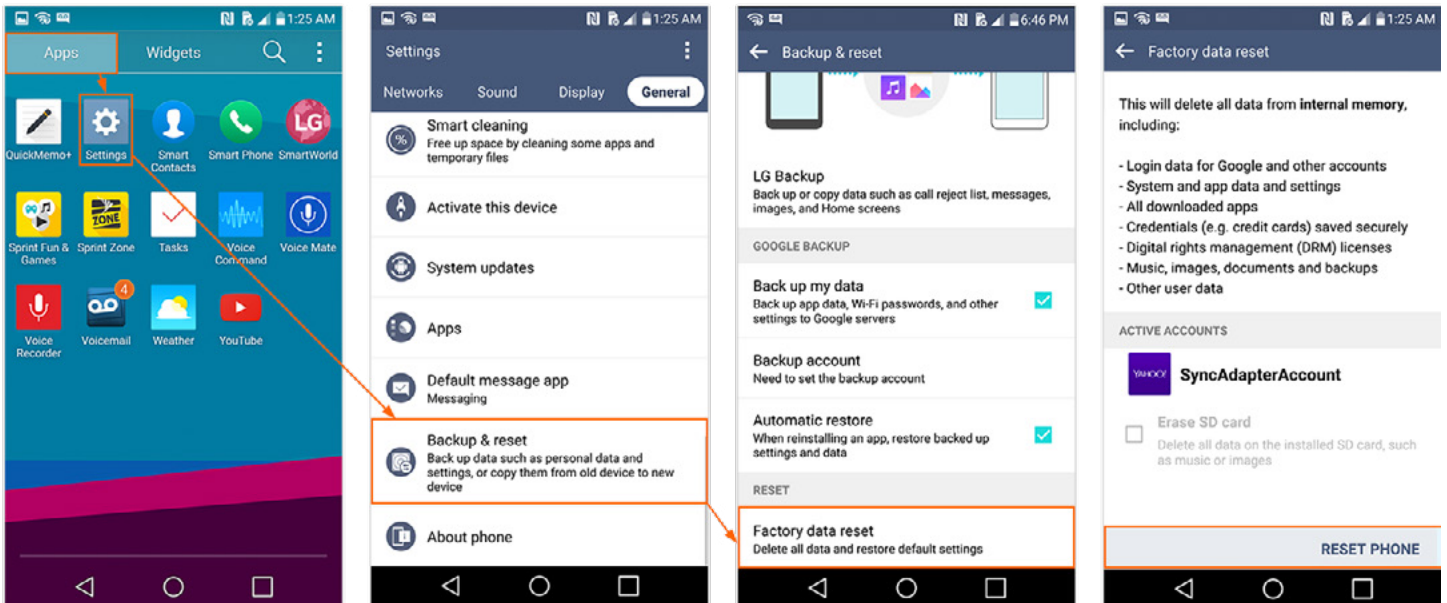 1:25 AM
Apps
Widgets
QuickMemo+
Settings
Smart
Contacts
Smart Phone
SmartWorld
LG
Sprint Fun &
Games
Sprint Zone
ZONE
Tasks
Voice
Command
Voice Mate
4
Voice
Recorder
Voicemail
Weather
YouTube
1:25 AM
Settings
Networks
Sound
Display
General
Smart cleaning
Free up space by cleaning some apps and
temporary files
Activate this device
System updates
Apps
Default message app
Messaging
Backup & reset
Back up data such as personal data and
settings, or copy them from old device to new
device
About phone
6:46 PM
Backup & reset
LG Backup
Back up or copy data such as call reject list, messages,
images, and Home screens
GOOGLE BACKUP
Back up my data
Back up app data, Wi-Fi passwords, and other
settings to Google servers
Backup account
Need to set the backup account
Automatic restore
When reinstalling an app, restore backed up
settings and data
RESET
Factory data reset
Delete all data and restore default settings
1:25 AM
Factory data reset
This will delete all data from internal memory,
including:
- Login data for Google and other accounts
- System and app data and settings
- All downloaded apps
- Credentials (e.g. credit cards) saved securely
- Digital rights management (DRM) licenses
- Music, images, documents and backups
- Other user data
ACTIVE ACCOUNTS
YAHOO!
SyncAdapterAccount
Erase SD card
Delete all data on the installed SD card, such
as music or images
RESET PHONE